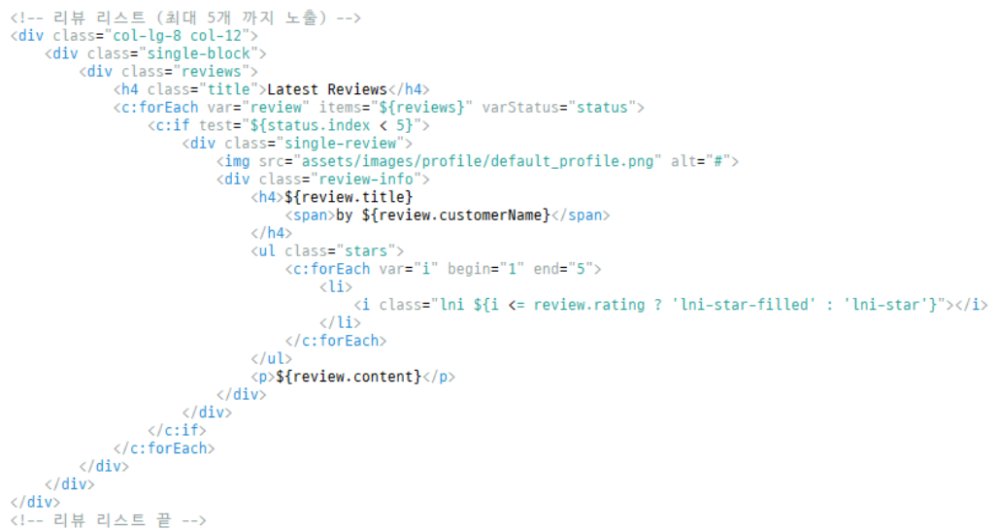 <!-- 리뷰 리스트 (최대 5개 까지 노출) -->
<div class="col-lg-8 col-12">
    <div class="single-block">
        <div class="reviews">
            <h4 class="title">Latest Reviews</h4>
            <c:forEach var="review" items="${reviews}" varStatus="status">
                <c:if test="${status.index < 5}">
                    <div class="single-review">
                        <img src="assets/images/profile/default_profile.png" alt="#">
                        <div class="review-info">
                            <h4>${review.title}
                                <span>by ${review.customerName}</span>
                            </h4>
                            <ul class="stars">
                                <c:forEach var="i" begin="1" end="5">
                                    <li>
                                        <i class="lni ${i <= review.rating ? 'lni-star-filled' : 'lni-star'}"></i>
                                    </li>
                                </c:forEach>
                            </ul>
                            <p>${review.content}</p>
                        </div>
                    </div>
                </c:if>
            </c:forEach>
        </div>
    </div>
</div>
<!-- 리뷰 리스트 끝 -->